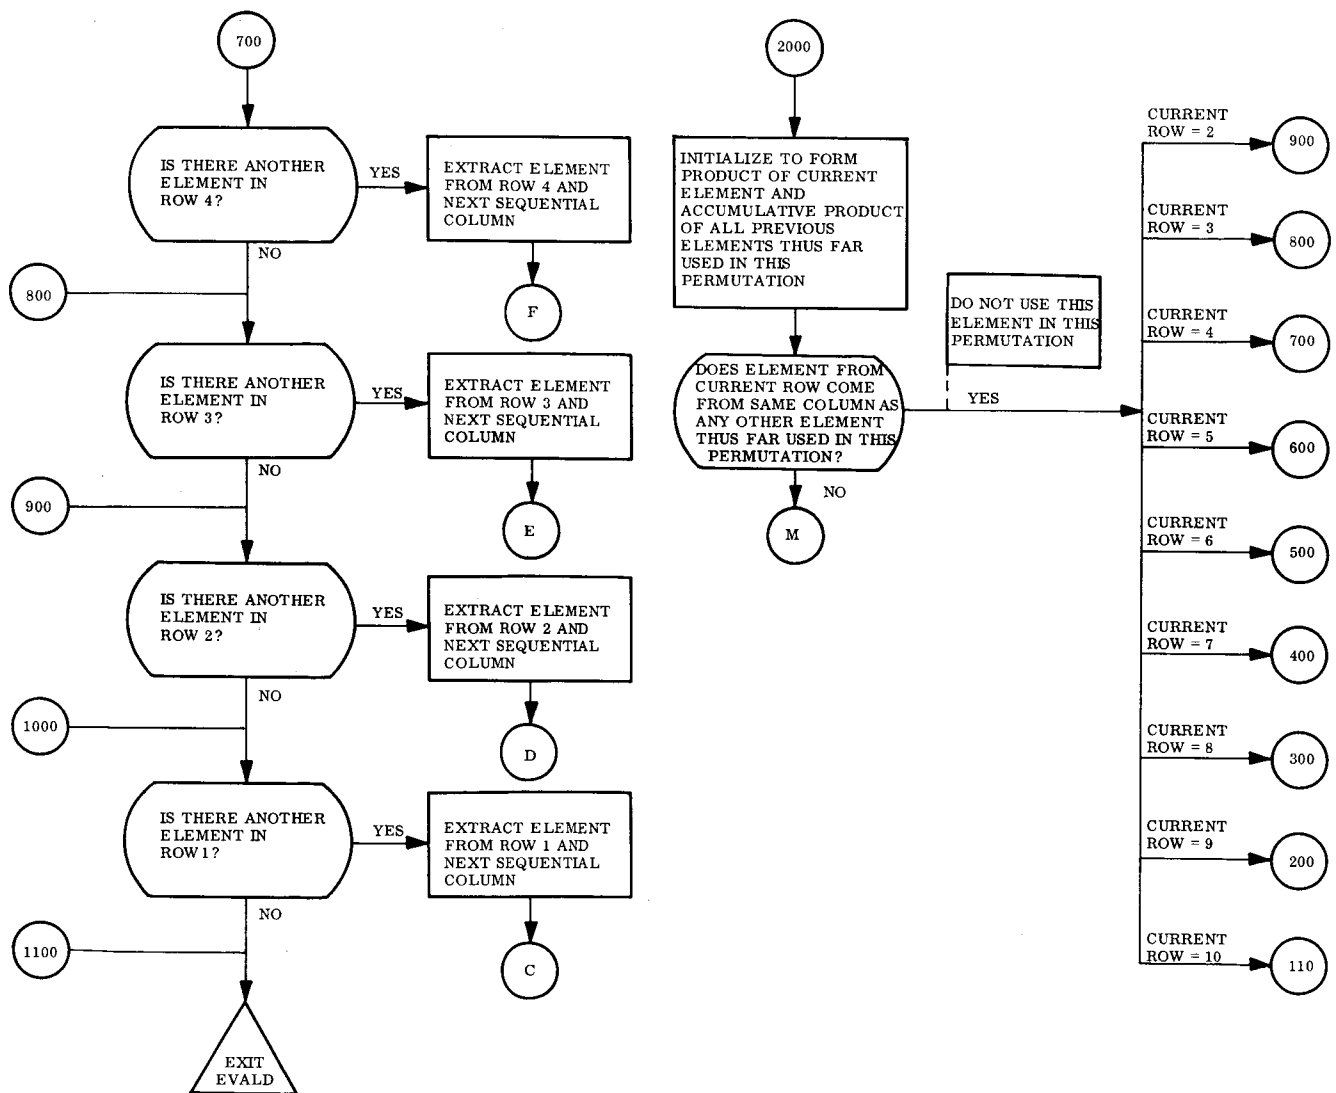 700
IS THERE ANOTHER
ELEMENT IN
ROW 4?
YES
EXTRACT ELEMENT
FROM ROW 4 AND
NEXT SEQUENTIAL
COLUMN
F
NO
800
IS THERE ANOTHER
ELEMENT IN
ROW 3?
YES
EXTRACT ELEMENT
FROM ROW 3 AND
NEXT SEQUENTIAL
COLUMN
E
NO
900
IS THERE ANOTHER
ELEMENT IN
ROW 2?
YES
EXTRACT ELEMENT
FROM ROW 2 AND
NEXT SEQUENTIAL
COLUMN
D
NO
1000
IS THERE ANOTHER
ELEMENT IN
ROW 1?
YES
EXTRACT ELEMENT
FROM ROW 1 AND
NEXT SEQUENTIAL
COLUMN
C
NO
1100
EXIT
EVALD
2000
INITIALIZE TO FORM
PRODUCT OF CURRENT
ELEMENT AND
ACCUMULATIVE PRODUCT
OF ALL PREVIOUS
ELEMENTS THUS FAR
USED IN THIS
PERMUTATION
DOES ELEMENT FROM
CURRENT ROW COME
FROM SAME COLUMN AS
ANY OTHER ELEMENT
THUS FAR USED IN THIS
PERMUTATION?
NO
M
DO NOT USE THIS
ELEMENT IN THIS
PERMUTATION
YES
CURRENT
ROW = 2
900
CURRENT
ROW = 3
800
CURRENT
ROW = 4
700
CURRENT
ROW = 5
600
CURRENT
ROW = 6
500
CURRENT
ROW = 7
400
CURRENT
ROW = 8
300
CURRENT
ROW = 9
200
CURRENT
ROW = 10
110